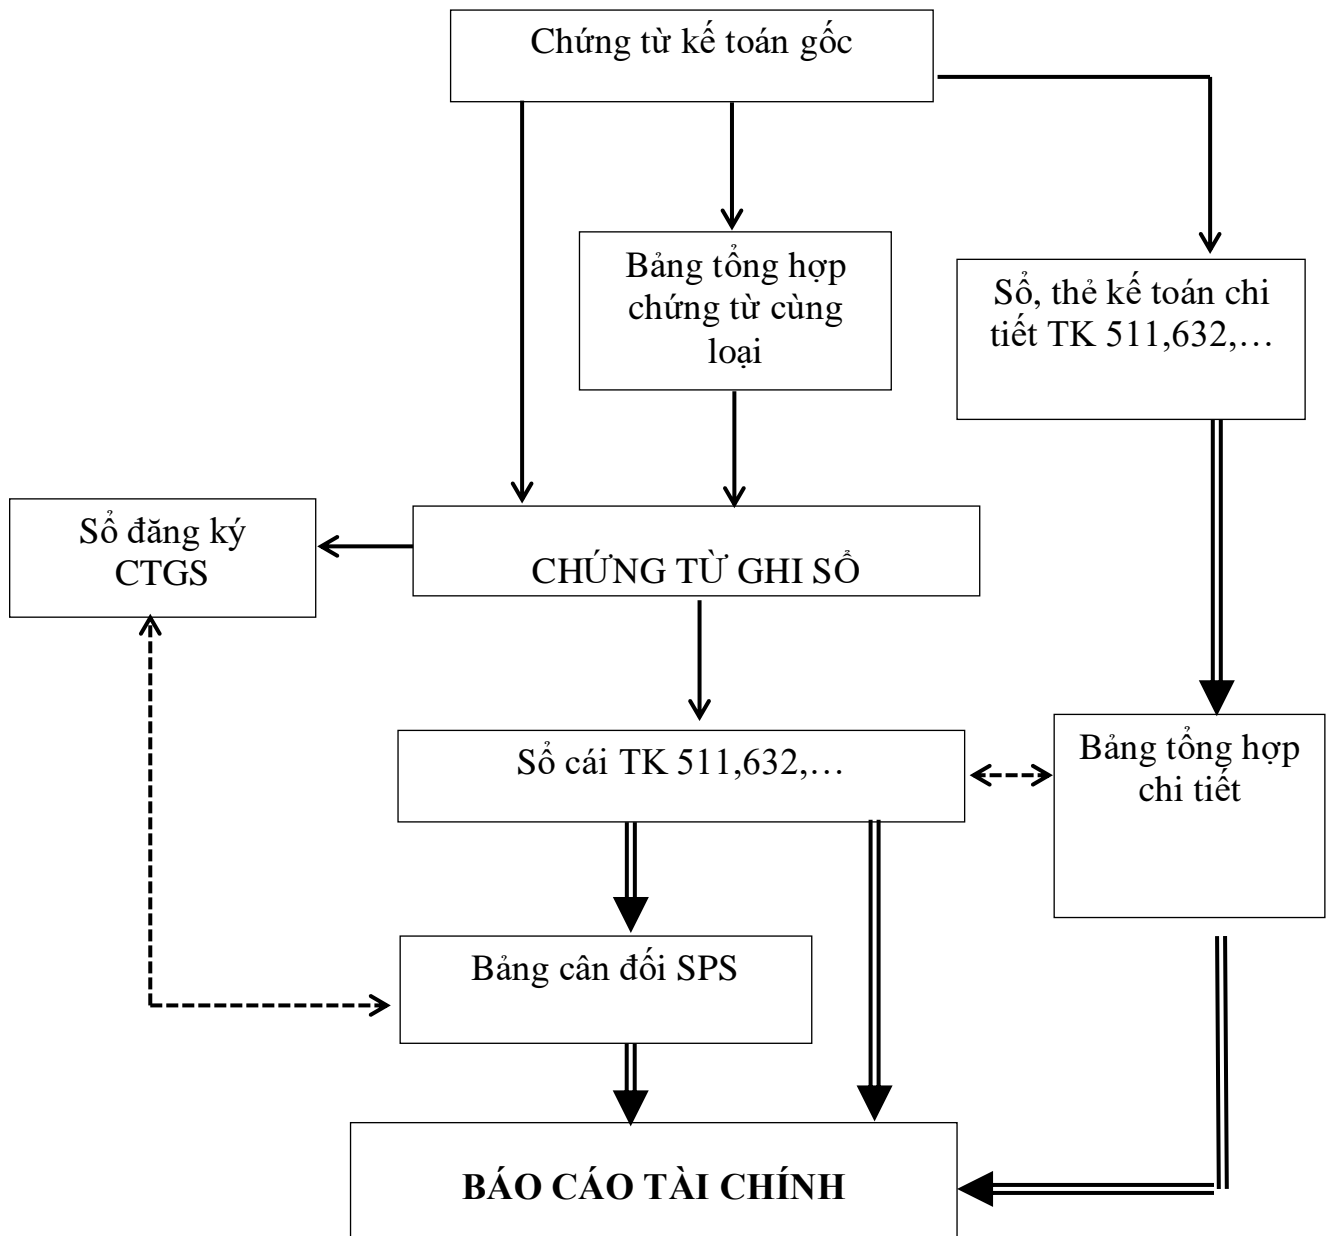 Chứng từ kế toán gốc
Bảng tổng hợp
chứng từ cùng
loại
Sổ, thẻ kế toán chi
tiết TK 511,632,…
Sổ đăng ký
CTGS
CHỨNG TỪ GHI SỔ
Sổ cái TK 511,632,…
Bảng tổng hợp
chi tiết
Bảng cân đối SPS
BÁO CÁO TÀI CHÍNH